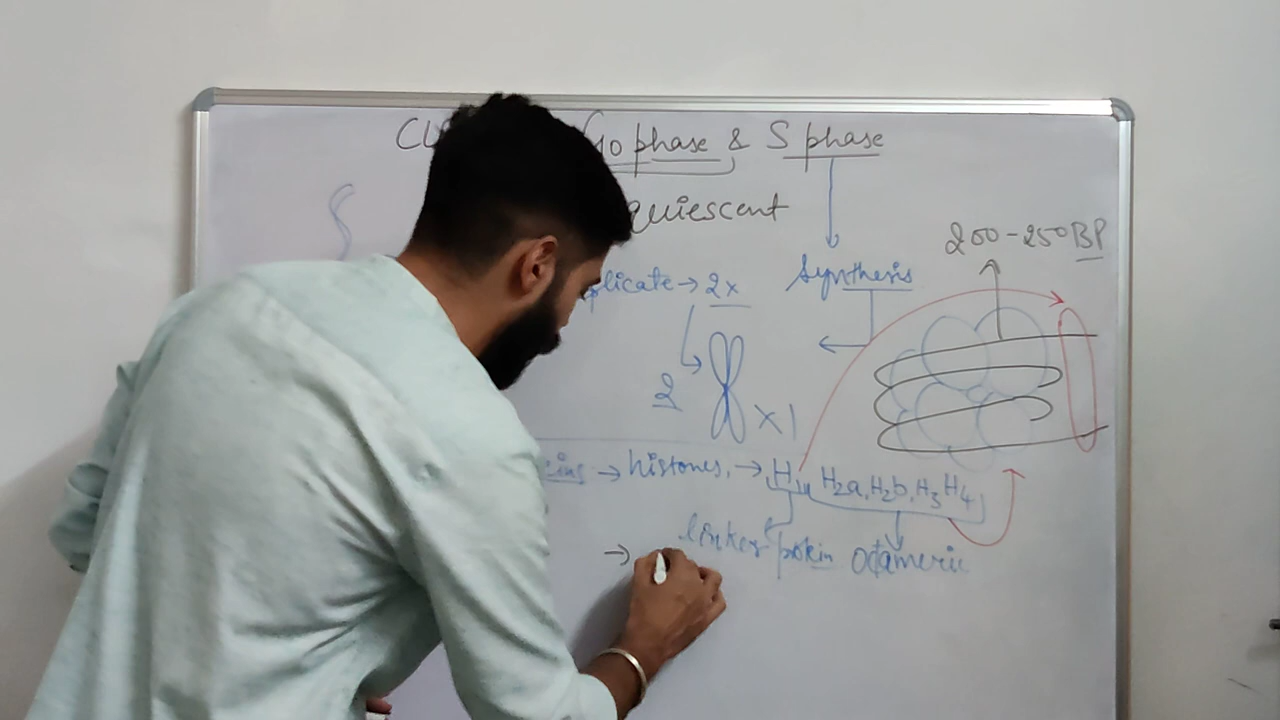 G0 phase & S phase
quiescent
200-250 BP
plicate → 2x
Synthesis
2
x 1
→ histones, → H1, H2a, H2b, H3 H4
linker protein octameric
→